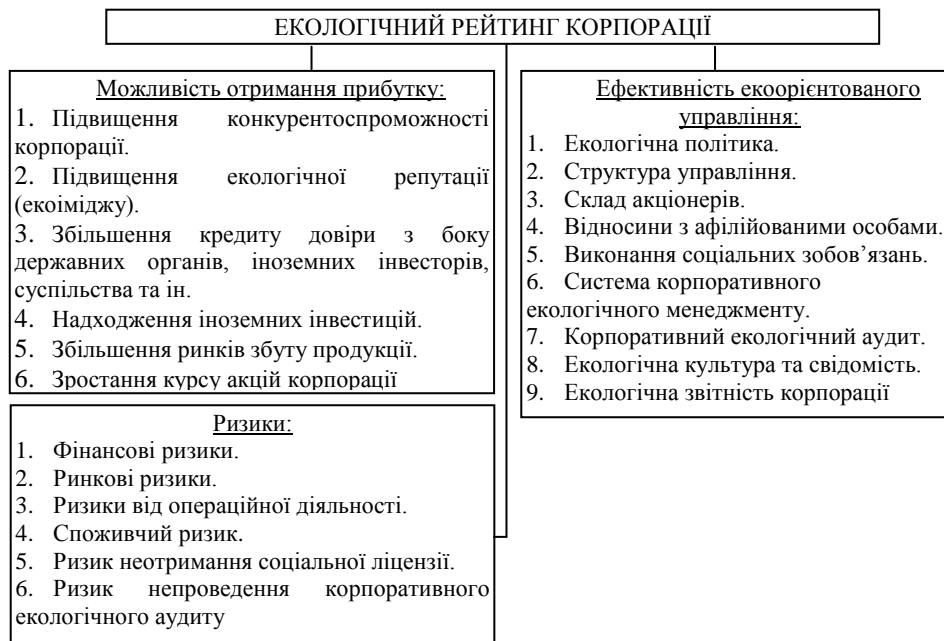 ЕКОЛОГІЧНИЙ РЕЙТИНГ КОРПОРАЦІЇ
Можливість отримання прибутку:
1. Підвищення конкурентоспроможності
корпорації.
2. Підвищення екологічної репутації
(екоіміджу).
3. Збільшення кредиту довіри з боку
державних органів, іноземних інвесторів,
суспільства та ін.
4. Надходження іноземних інвестицій.
5. Збільшення ринків збуту продукції.
6. Зростання курсу акцій корпорації
Ефективність екоорієнтованого
управління:
1. Екологічна політика.
2. Структура управління.
3. Склад акціонерів.
4. Відносини з афілійованими особами.
5. Виконання соціальних зобов’язань.
6. Система корпоративного
екологічного менеджменту.
7. Корпоративний екологічний аудит.
8. Екологічна культура та свідомість.
9. Екологічна звітність корпорації
Ризики:
1. Фінансові ризики.
2. Ринкові ризики.
3. Ризики від операційної діяльності.
4. Споживчий ризик.
5. Ризик неотримання соціальної ліцензії.
6. Ризик непроведення корпоративного
екологічного аудиту